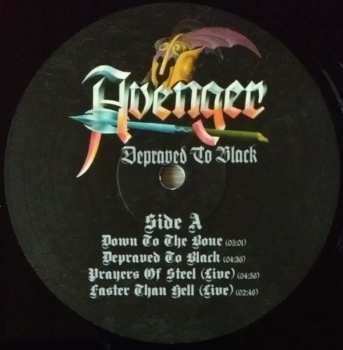 Avenger
Depraved To Black
Side A
Down To The Bone (03:01)
Depraved To Black (04:36)
Prayers Of Steel (Live) (04:56)
Faster Than Hell (Live) (02:46)